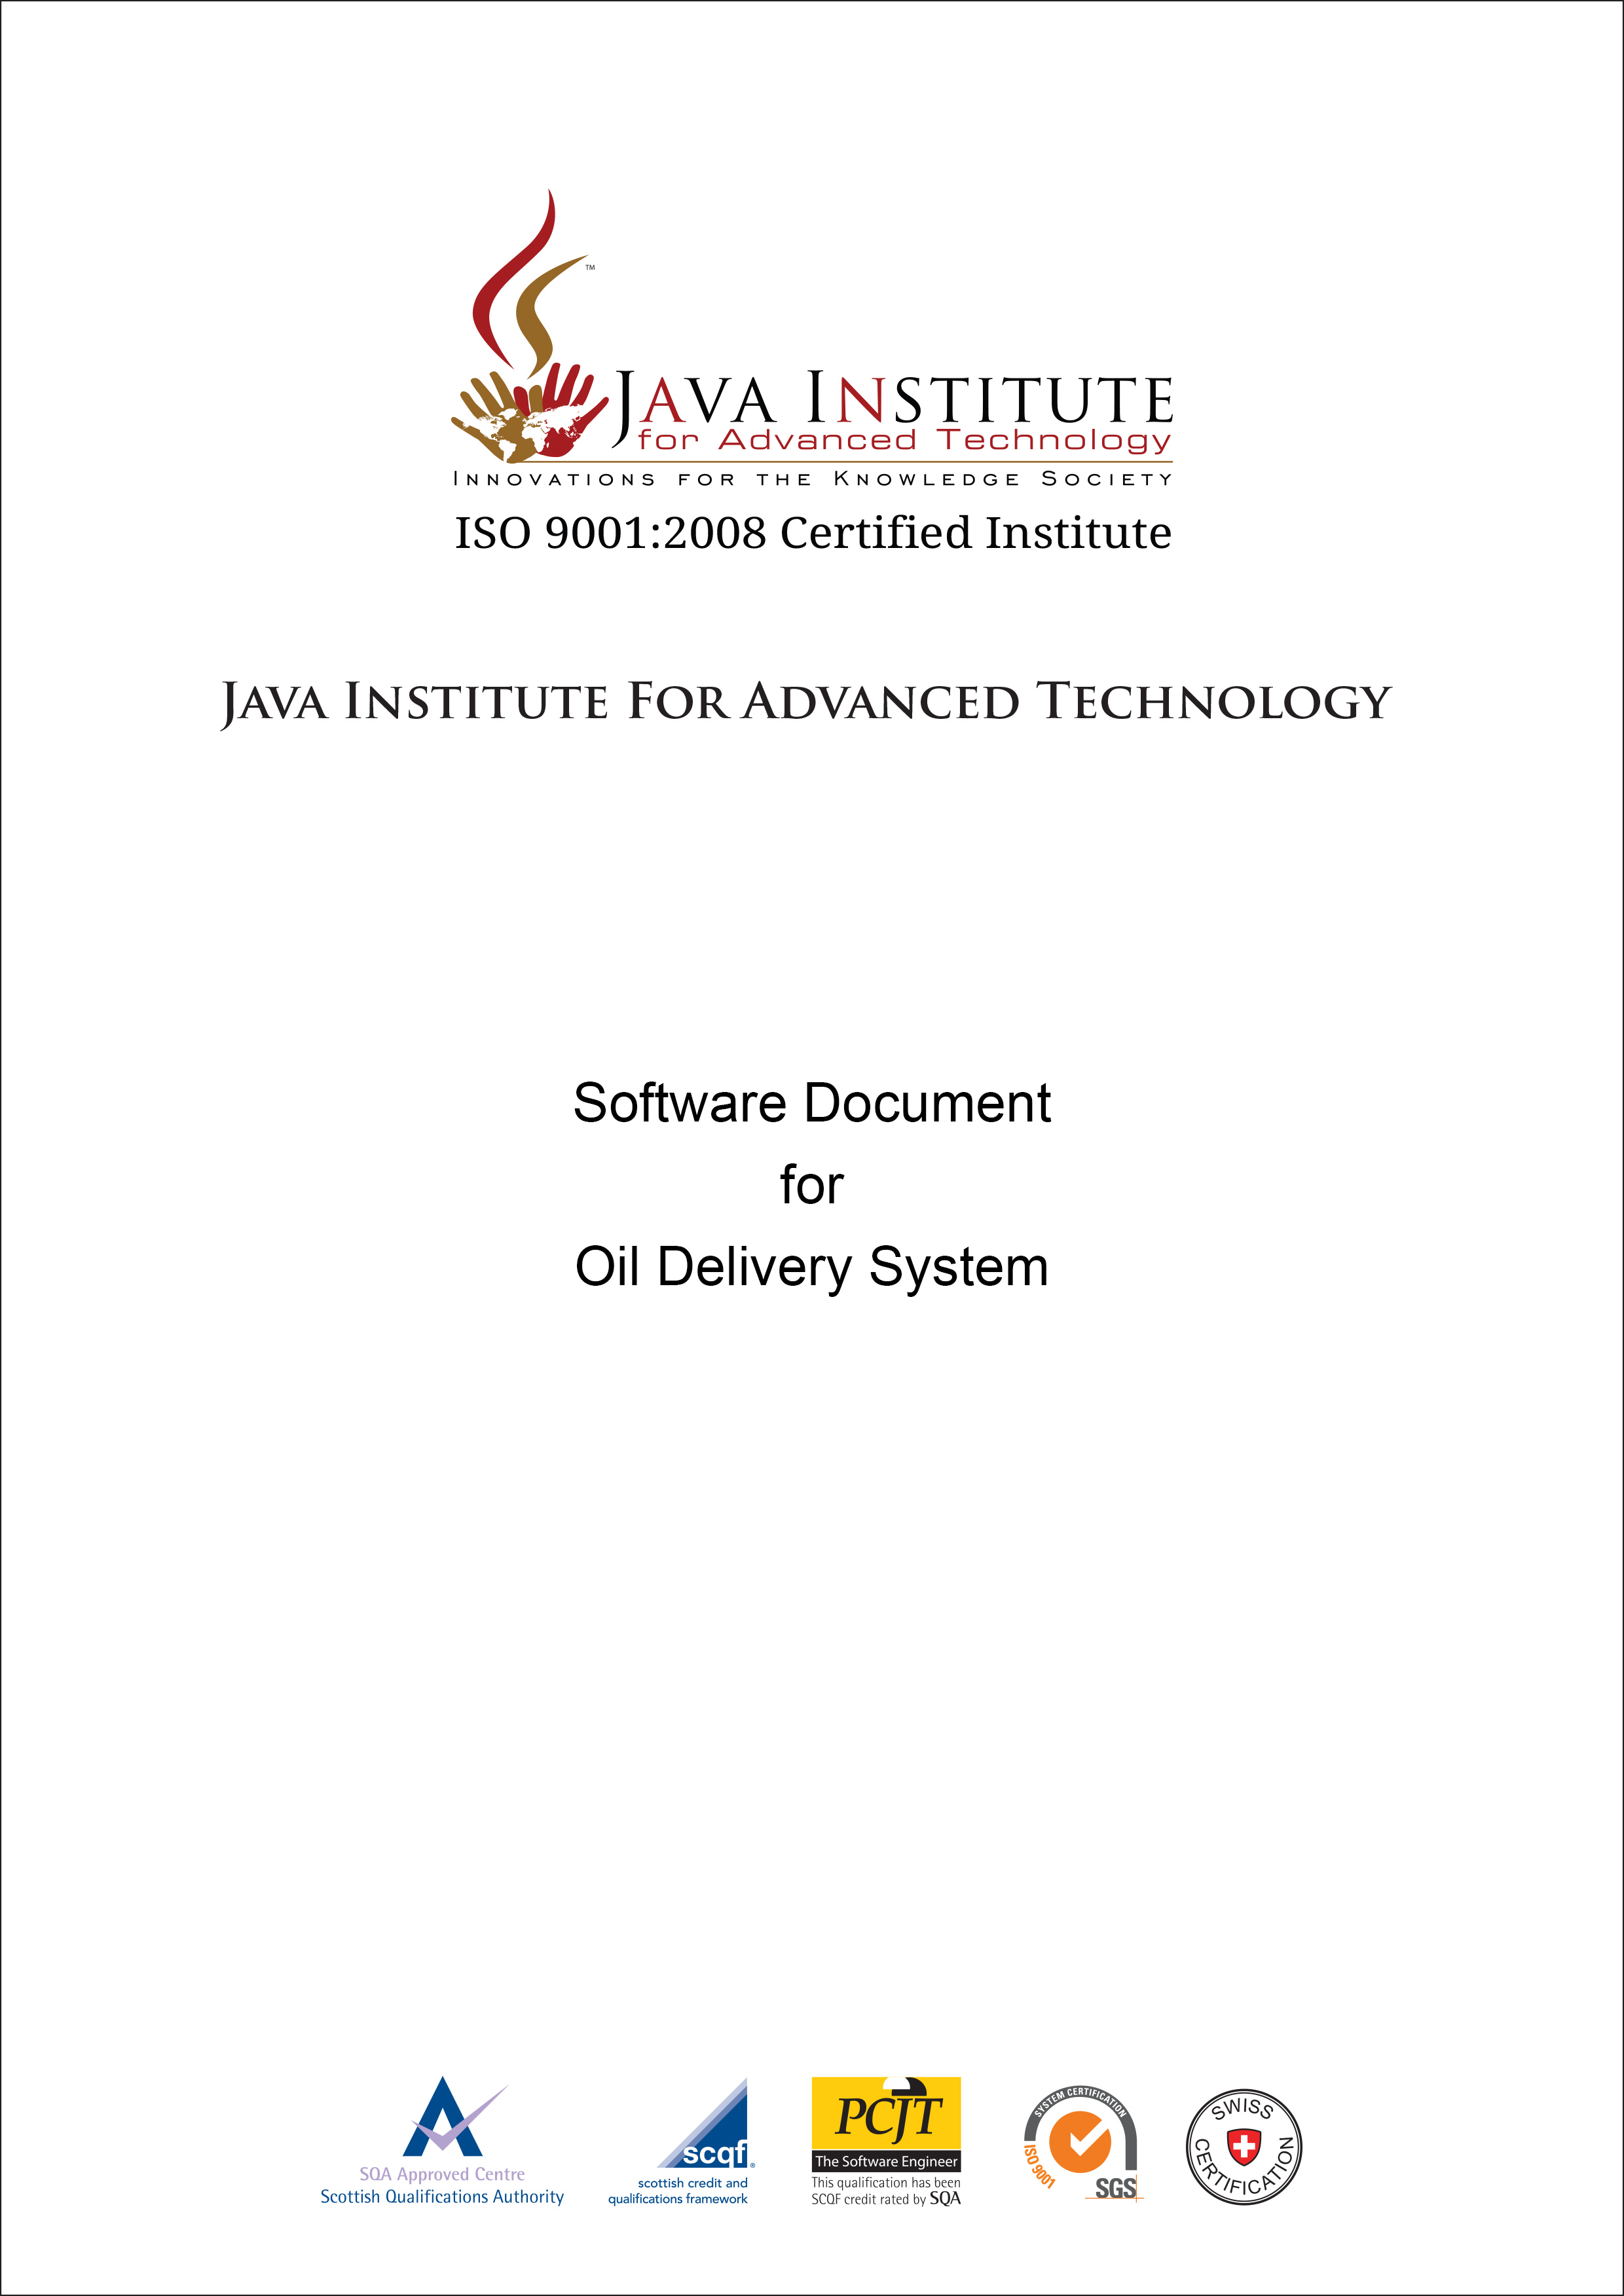 ™
JAVA INSTITUTE
for Advanced Technology
INNOVATIONS FOR THE KNOWLEDGE SOCIETY
ISO 9001:2008 Certified Institute
JAVA INSTITUTE FOR ADVANCED TECHNOLOGY
Software Document
for
Oil Delivery System
SQA Approved Centre
Scottish Qualifications Authority
scqf®
scottish credit and
qualifications framework
PCJT
The Software Engineer
This qualification has been
SCQF credit rated by SQA
SYSTEM CERTIFICATION
ISO 9001
SGS
SWISS
CERTIFICATION